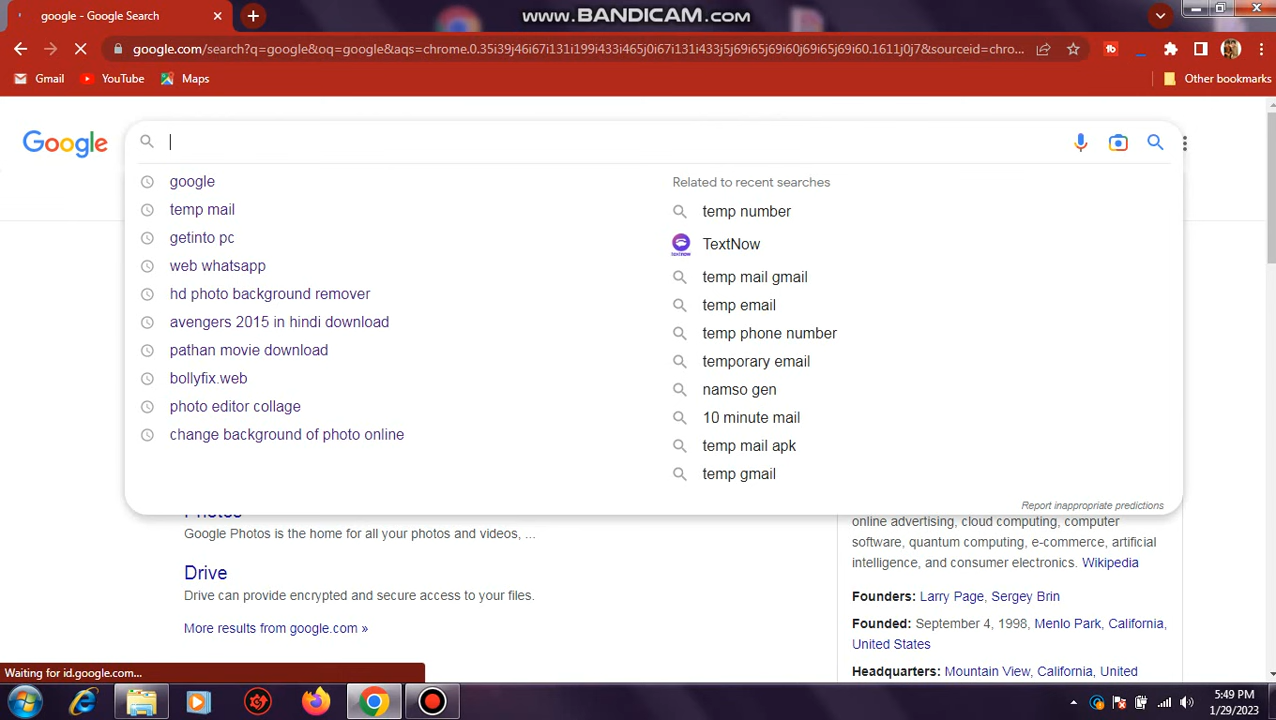 www.BANDICAM.com
google - Google Search
google.com/search?q=google&oq=google&aqs=chrome.0.35i39j46i67i131i199i433i465j0i67i131i433j5j69i65j69i60j69i65j69i60.1611j0j7&sourceid=chro...
Gmail
YouTube
Maps
Other bookmarks
Google
google
temp mail
getinto pc
web whatsapp
hd photo background remover
avengers 2015 in hindi download
pathan movie download
bollyfix.web
photo editor collage
change background of photo online
Related to recent searches
temp number
TextNow
temp mail gmail
temp email
temp phone number
temporary email
namso gen
10 minute mail
temp mail apk
temp gmail
Report inappropriate predictions
Photos
Google Photos is the home for all your photos and videos, ...
Drive
Drive can provide encrypted and secure access to your files.
More results from google.com »
online advertising, cloud computing, computer
software, quantum computing, e-commerce, artificial
intelligence, and consumer electronics. Wikipedia
Founders: Larry Page, Sergey Brin
Founded: September 4, 1998, Menlo Park, California,
United States
Headquarters: Mountain View, California, United
Waiting for id.google.com...
5:49 PM
1/29/2023